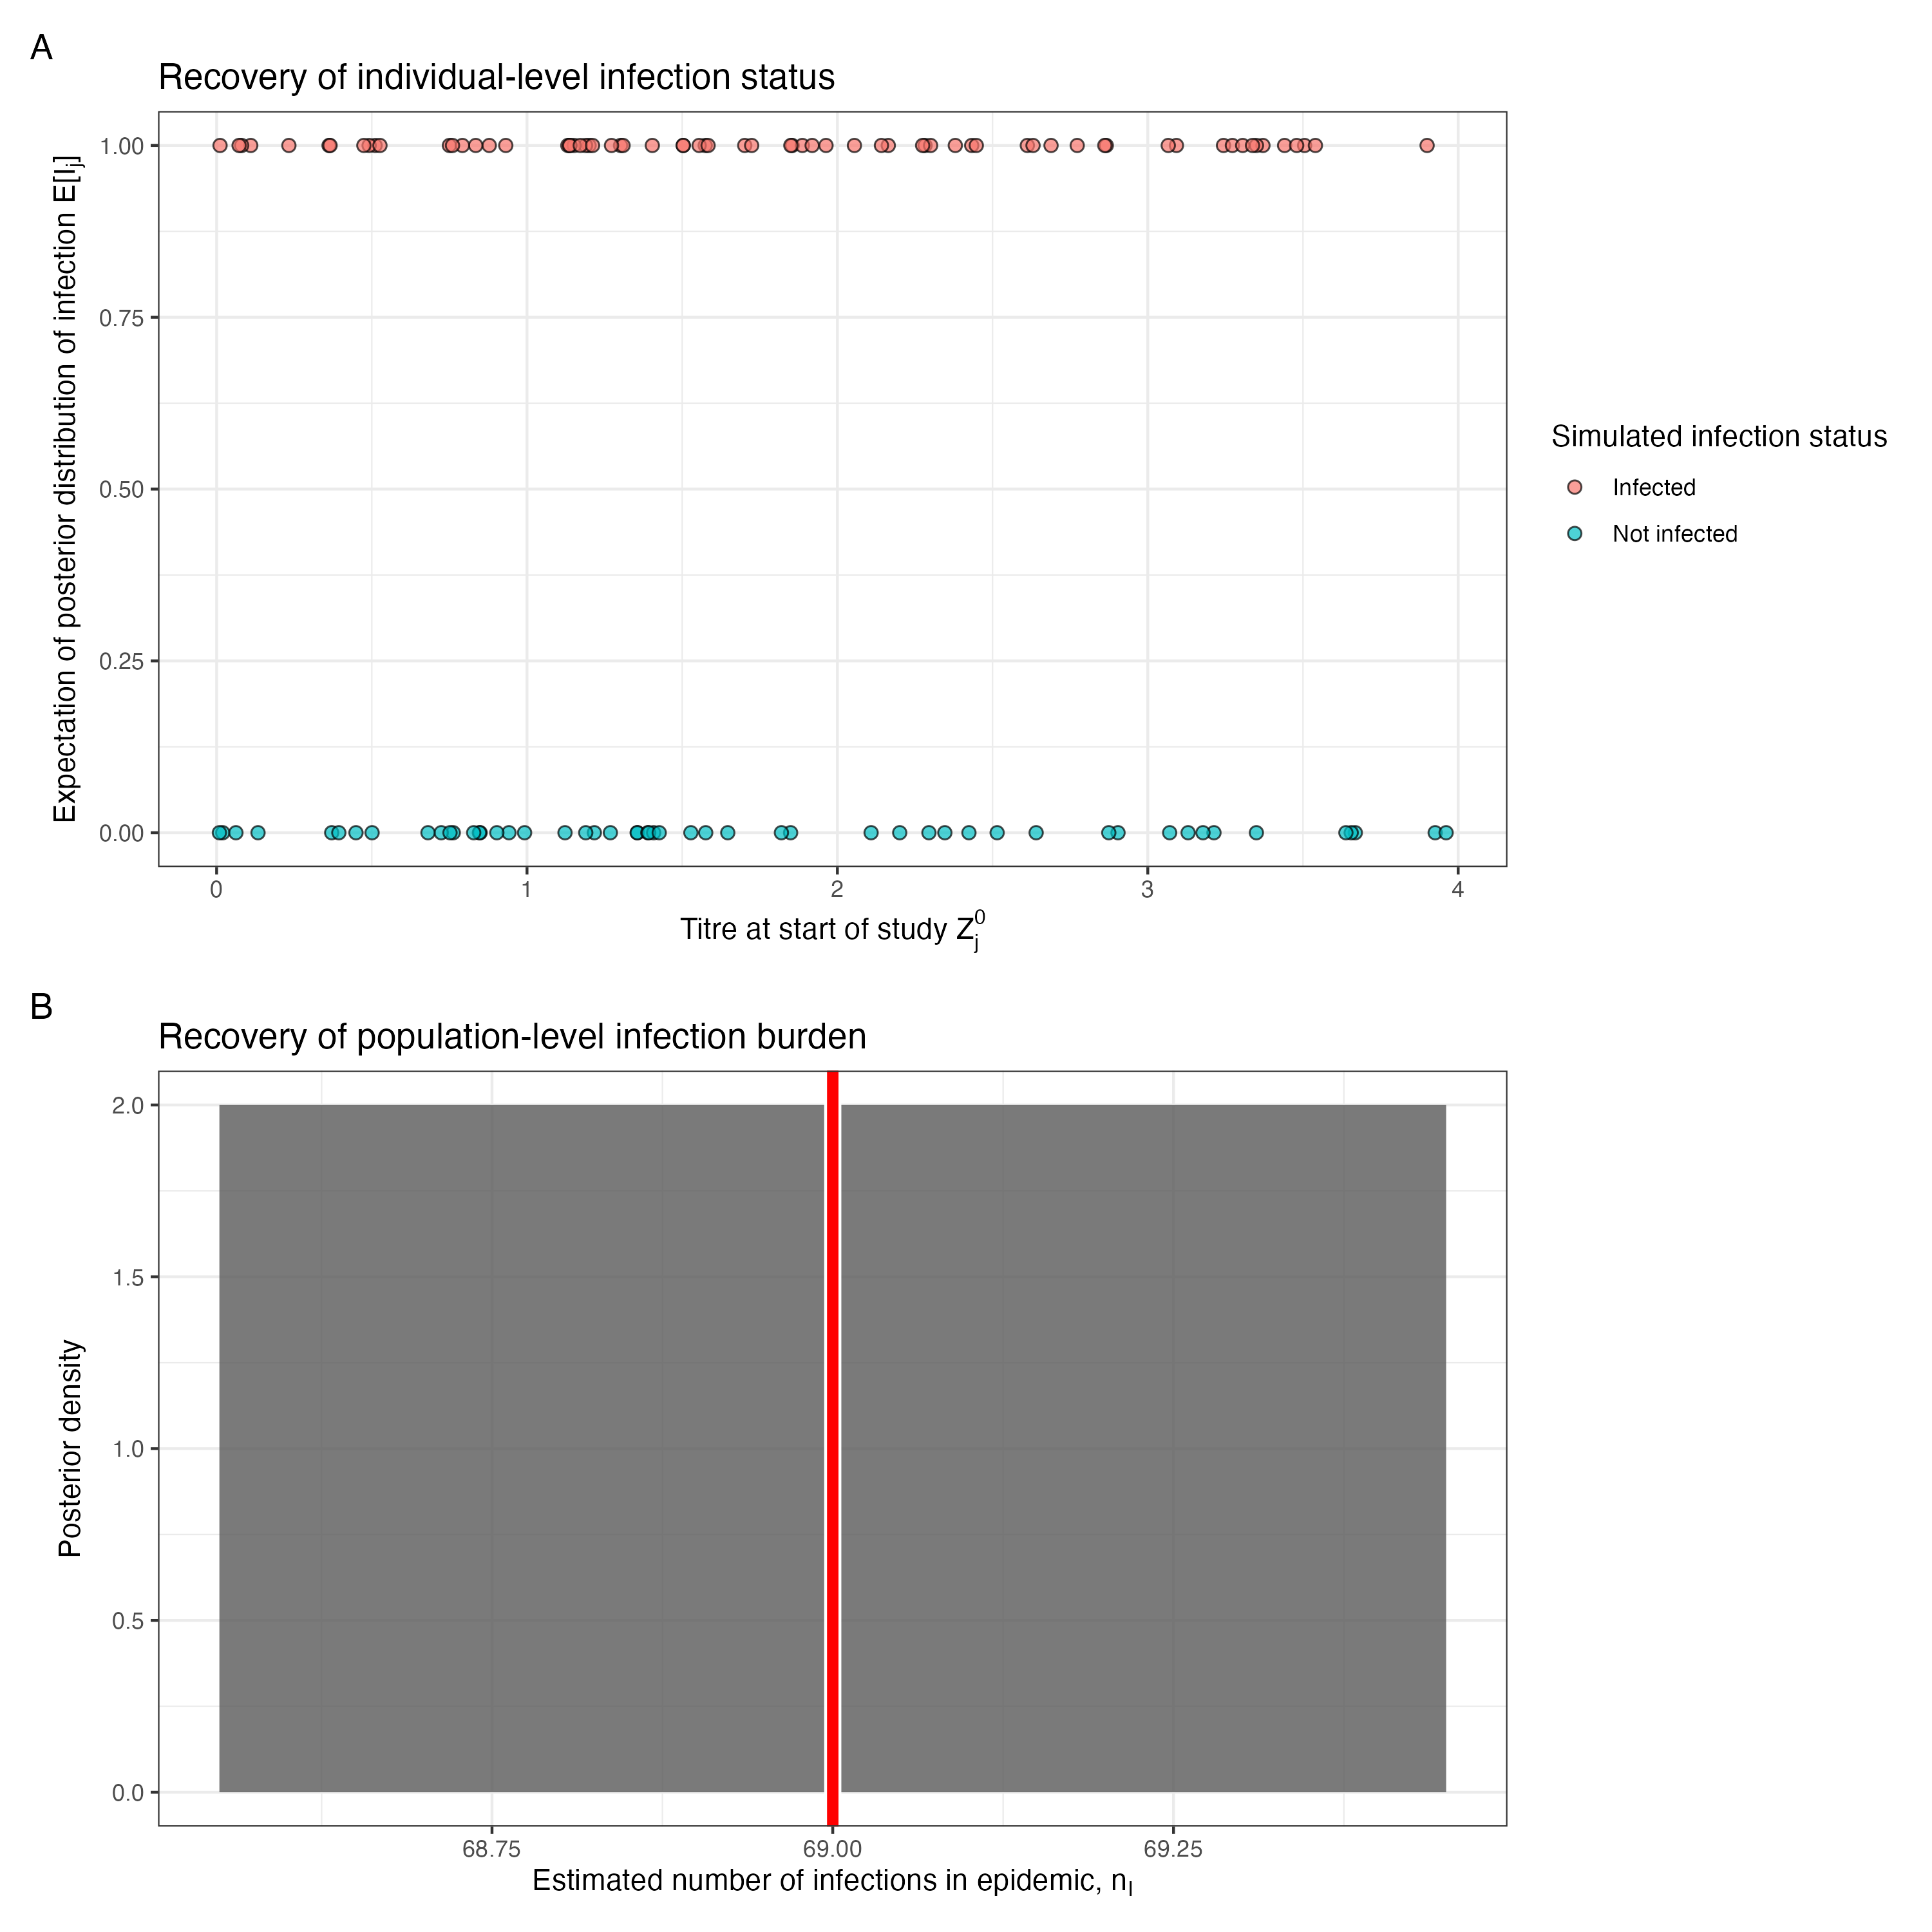 A
Recovery of individual-level infection status
Expectation of posterior distribution of infection E[I_j]
1.00
0.75
0.50
0.25
0.00
0 1 2 3 4
Titre at start of study Z_j^0
Simulated infection status
Infected
Not infected
B
Recovery of population-level infection burden
Posterior density
2.0
1.5
1.0
0.5
0.0
68.75 69.00 69.25
Estimated number of infections in epidemic, n_I